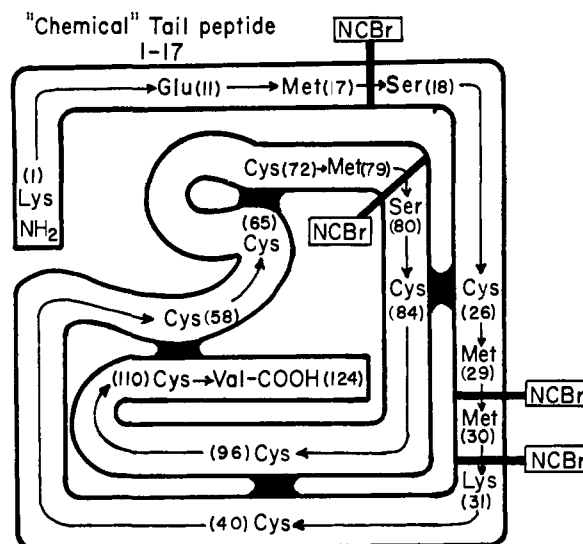 "Chemical" Tail peptide
1-17
NCBr
Glu(11) Met(17) Ser(18)
(1)
Lys
NH2
Cys(72) Met(79)
Ser
(80)
NCBr
(65)
Cys
Cys(58)
Cys
(84)
Cys
(26)
Met
(29)
NCBr
Met
(30)
NCBr
Lys
(31)
(110) Cys Val-COOH(124)
(96) Cys
(40) Cys